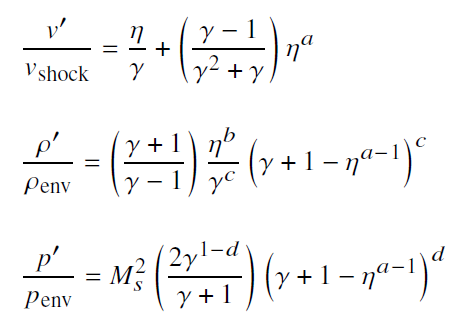 v′/v_shock = η/γ + ( (γ − 1)/(γ² + γ) ) η^a
ρ′/ρ_env = ( (γ + 1)/(γ − 1) ) η^b/γ^c ( γ + 1 − η^{a−1} )^c
p′/p_env = M_s² ( 2γ^{1−d}/(γ + 1) ) ( γ + 1 − η^{a−1} )^d